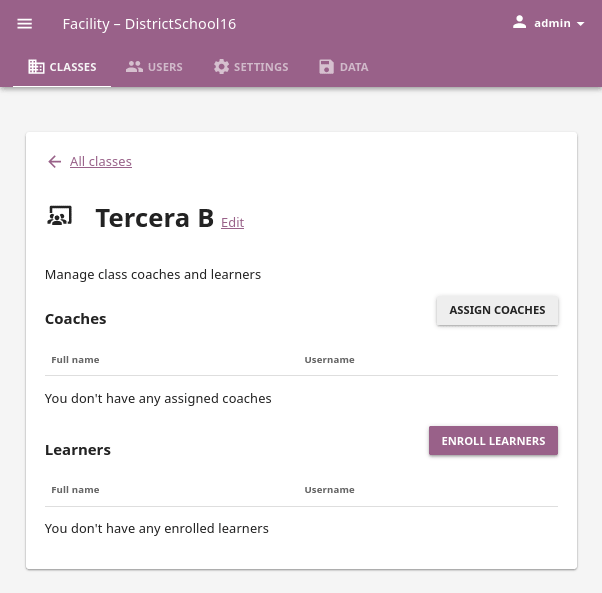 Facility – DistrictSchool16
admin
CLASSES USERS SETTINGS DATA
All classes
Tercera B Edit
Manage class coaches and learners
Coaches
ASSIGN COACHES
Full name Username
You don't have any assigned coaches
Learners
ENROLL LEARNERS
Full name Username
You don't have any enrolled learners